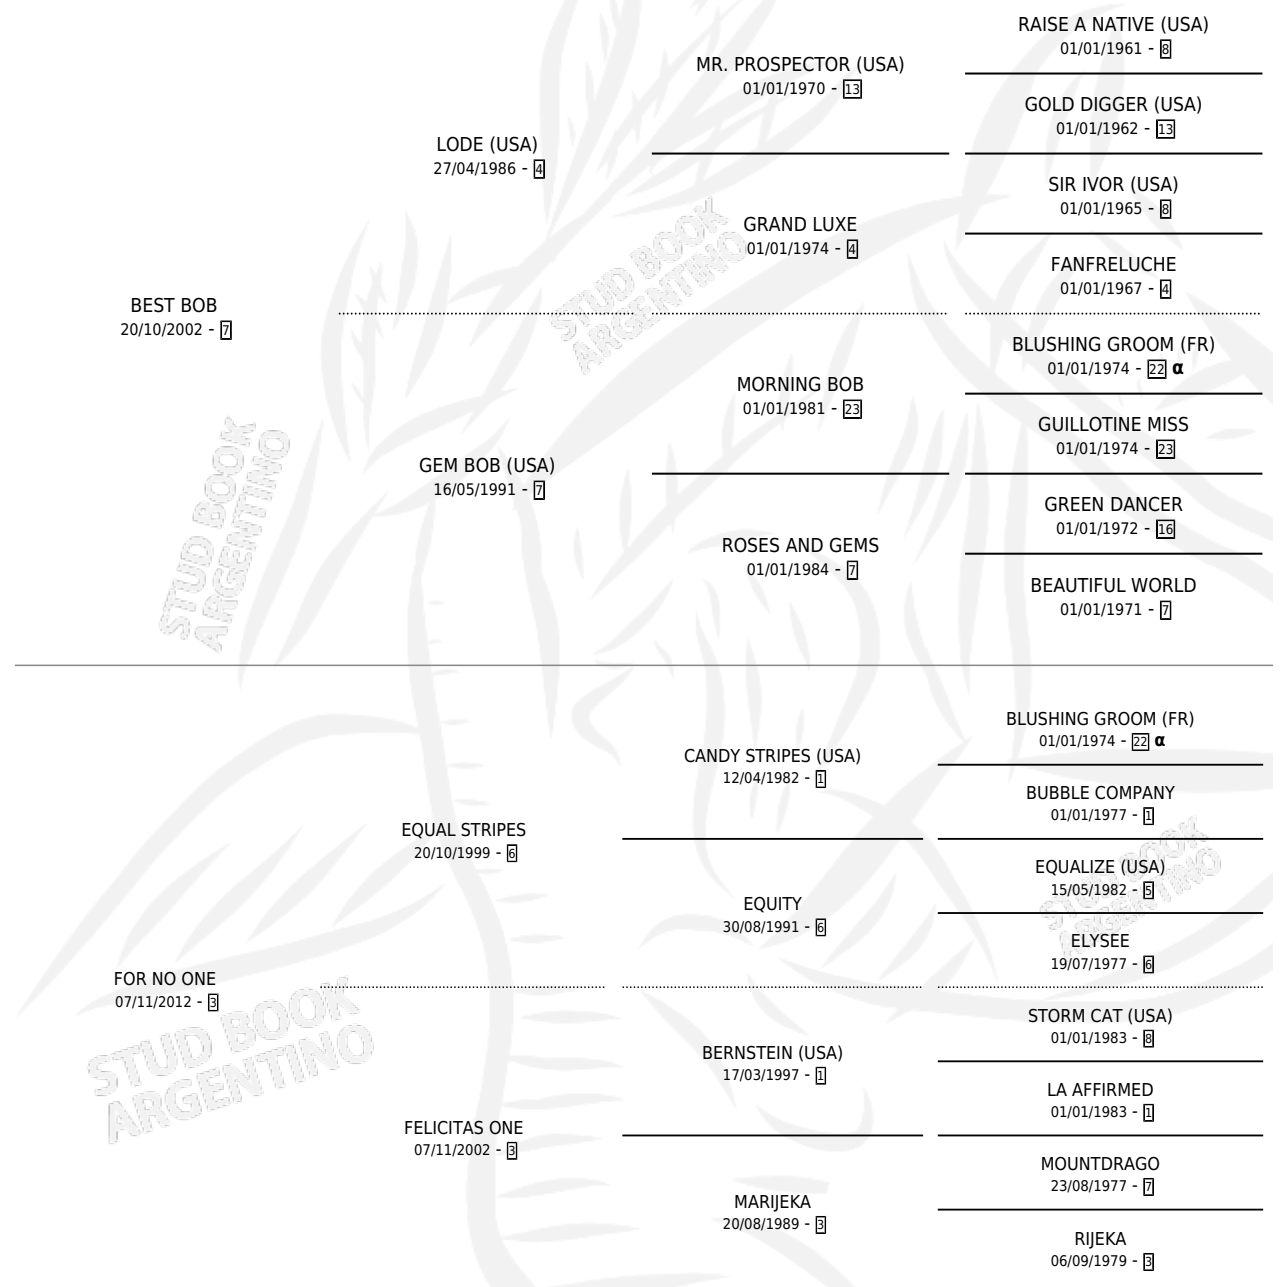 RAISE A NATIVE (USA)
01/01/1961 - 8
MR. PROSPECTOR (USA)
01/01/1970 - 13
GOLD DIGGER (USA)
01/01/1962 - 13
LODE (USA)
27/04/1986 - 4
SIR IVOR (USA)
01/01/1965 - 8
GRAND LUXE
01/01/1974 - 4
FANFRELUCHE
01/01/1967 - 4
BEST BOB
20/10/2002 - 7
BLUSHING GROOM (FR)
01/01/1974 - 22 α
MORNING BOB
01/01/1981 - 23
GUILLOTINE MISS
01/01/1974 - 23
GEM BOB (USA)
16/05/1991 - 7
GREEN DANCER
01/01/1972 - 16
ROSES AND GEMS
01/01/1984 - 7
BEAUTIFUL WORLD
01/01/1971 - 7
STUD BOOK
ARGENTINO
STUD BOOK
ARGENTINO
BLUSHING GROOM (FR)
01/01/1974 - 22 α
CANDY STRIPES (USA)
12/04/1982 - 1
BUBBLE COMPANY
01/01/1977 - 1
EQUAL STRIPES
20/10/1999 - 6
EQUALIZE (USA)
15/05/1982 - 5
EQUITY
30/08/1991 - 6
ELYSEE
19/07/1977 - 6
FOR NO ONE
07/11/2012 - 3
STORM CAT (USA)
01/01/1983 - 8
BERNSTEIN (USA)
17/03/1997 - 1
LA AFFIRMED
01/01/1983 - 1
FELICITAS ONE
07/11/2002 - 3
MOUNTDRAGO
23/08/1977 - 7
MARIJEKA
20/08/1989 - 3
RIJEKA
06/09/1979 - 3
STUD BOOK
ARGENTINO
STUD BOOK
ARGENTINO